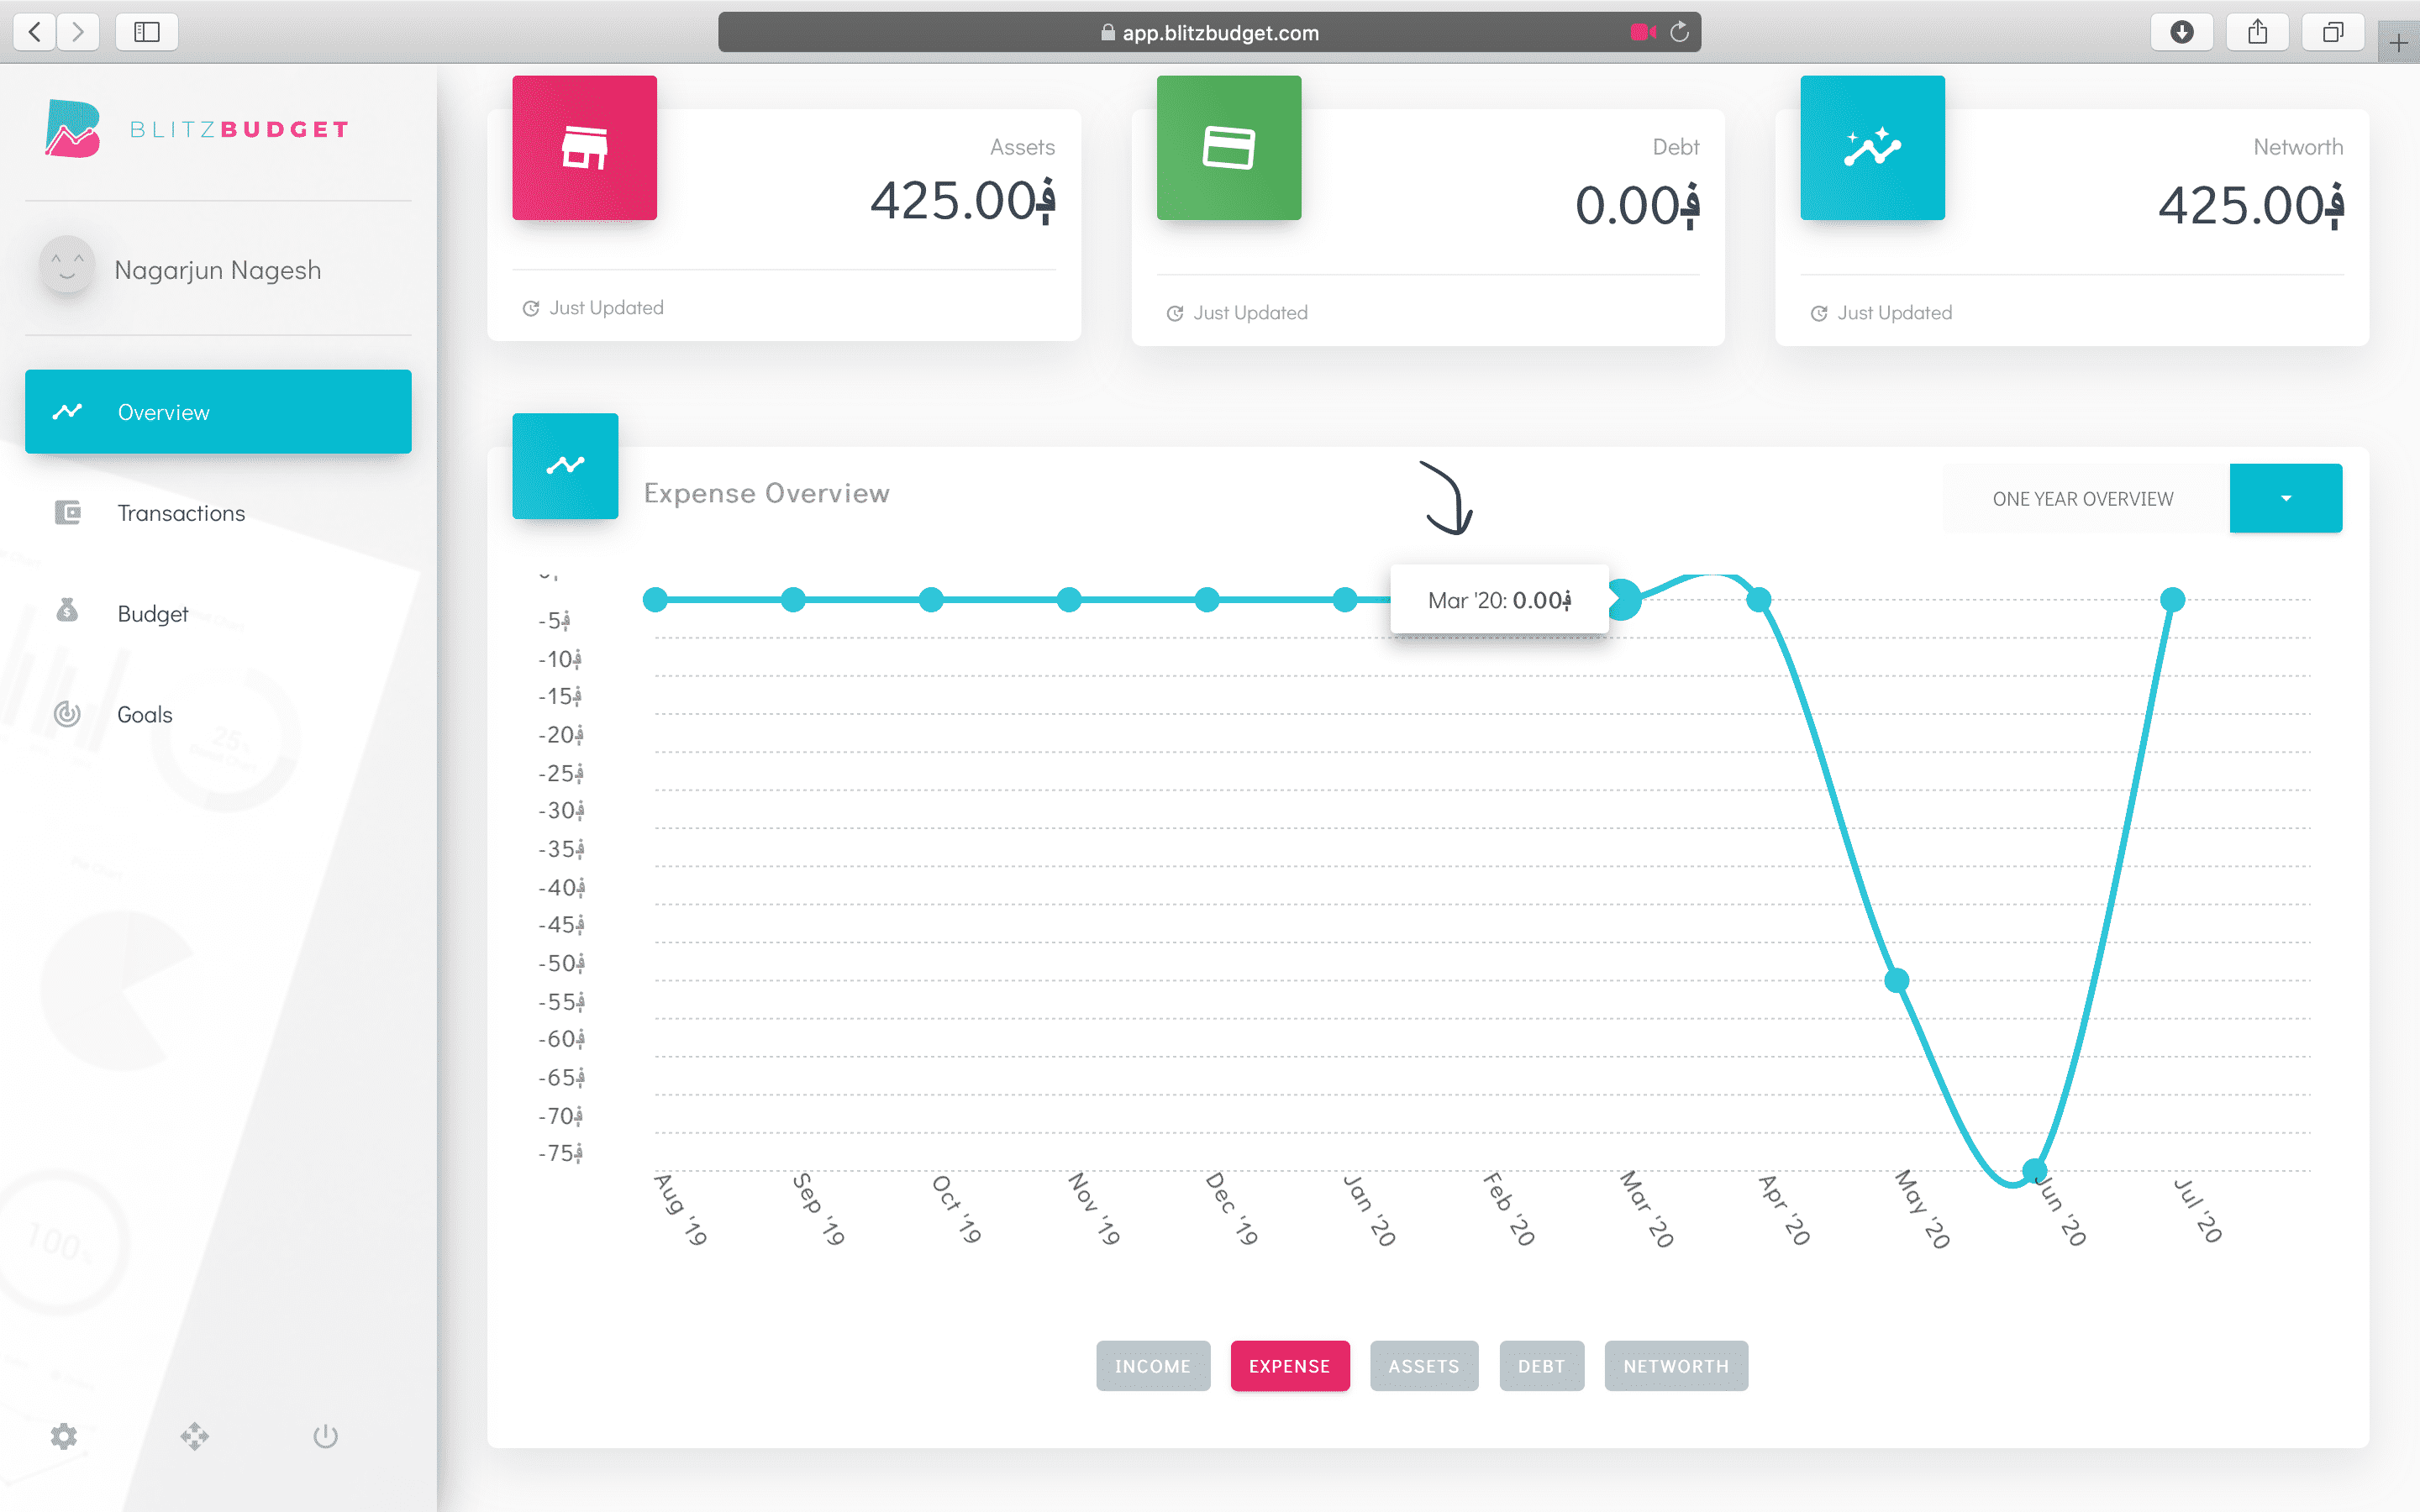 app.blitzbudget.com
BLITZBUDGET
Nagarjun Nagesh
Overview
Transactions
Budget
Goals
Assets
425.00؋
Just Updated
Debt
0.00؋
Just Updated
Networth
425.00؋
Just Updated
Expense Overview
ONE YEAR OVERVIEW
Mar '20: 0.00؋
-5؋
-10؋
-15؋
-20؋
-25؋
-30؋
-35؋
-40؋
-45؋
-50؋
-55؋
-60؋
-65؋
-70؋
-75؋
Aug '19
Sep '19
Oct '19
Nov '19
Dec '19
Jan '20
Feb '20
Mar '20
Apr '20
May '20
Jun '20
Jul '20
INCOME
EXPENSE
ASSETS
DEBT
NETWORTH
25%
100%